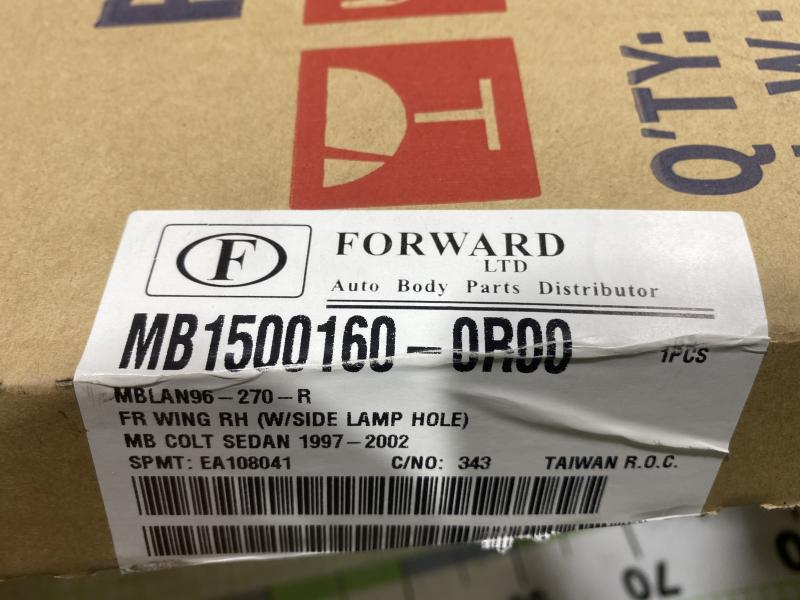 Q'TY:
W.
F
FORWARD
LTD
Auto Body Parts Distributor
MB1500160-0R00
1PCS
MBLAN96-270-R
FR WING RH (W/SIDE LAMP HOLE)
MB COLT SEDAN 1997-2002
SPMT: EA108041 C/NO: 343 TAIWAN R.O.C.
70